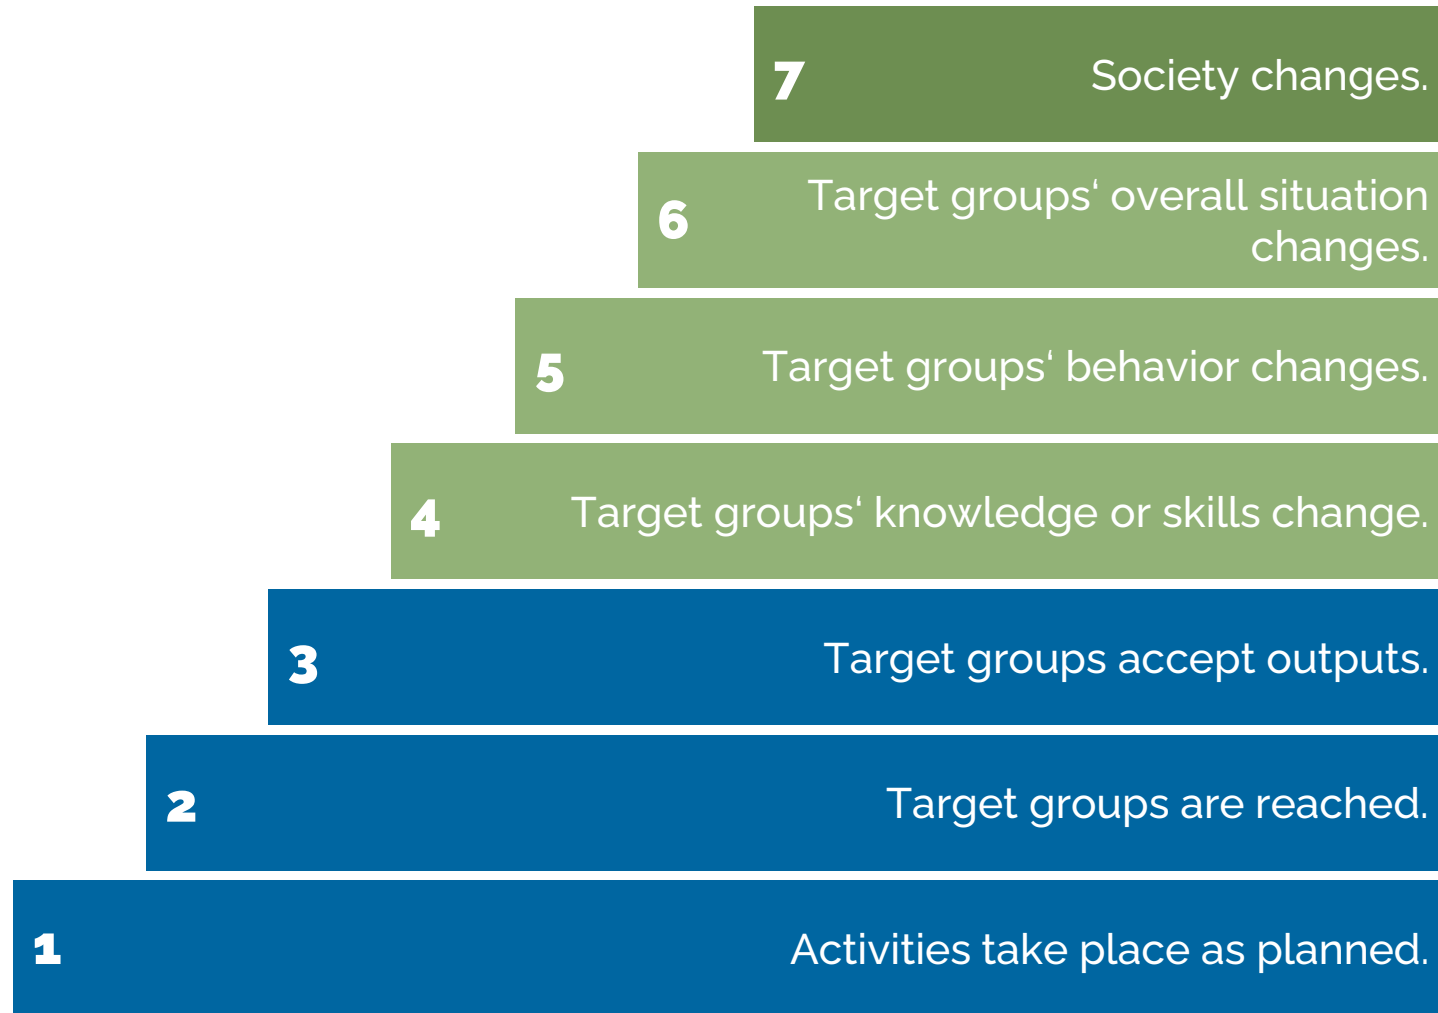 7 Society changes.
6 Target groups‘ overall situation
changes.
5 Target groups‘ behavior changes.
4 Target groups‘ knowledge or skills change.
3 Target groups accept outputs.
2 Target groups are reached.
1 Activities take place as planned.